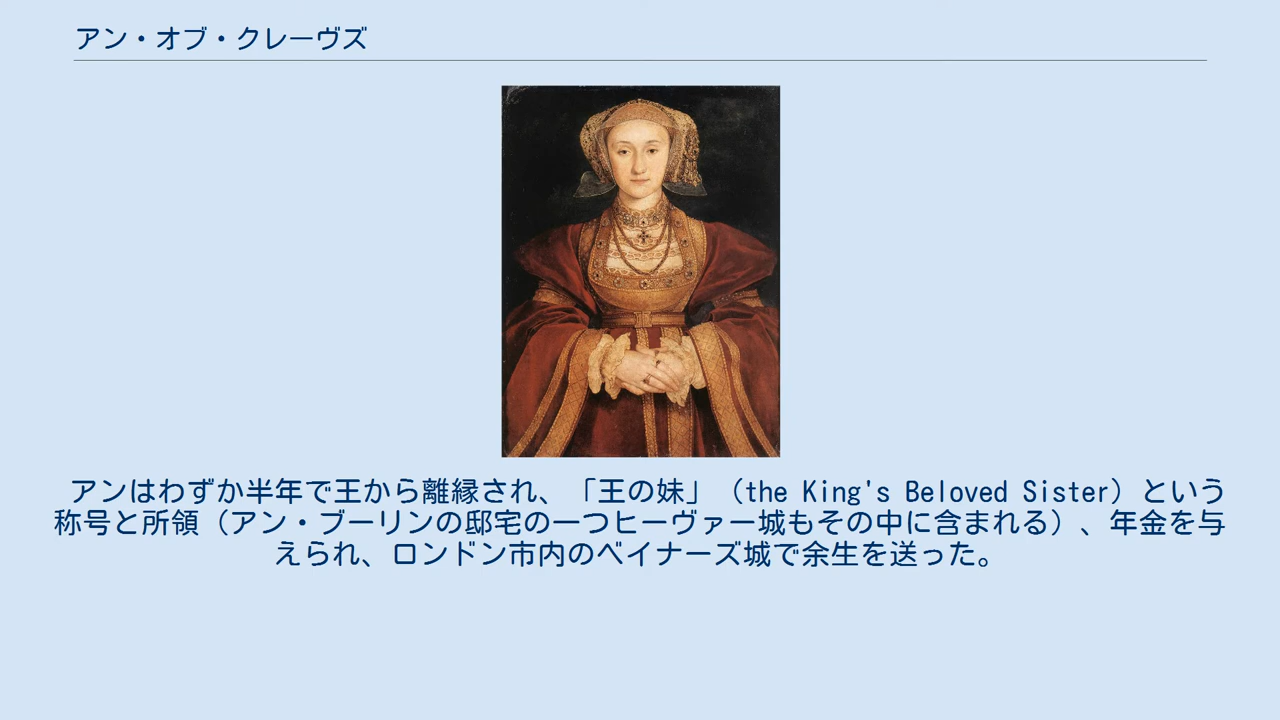 アン・オブ・クレーヴズ
アンはわずか半年で王から離縁され、「王の妹」（the King's Beloved Sister）という
称号と所領（アン・ブーリンの邸宅の一つヒーヴァー城もその中に含まれる）、年金を与
えられ、ロンドン市内のベイナーズ城で余生を送った。